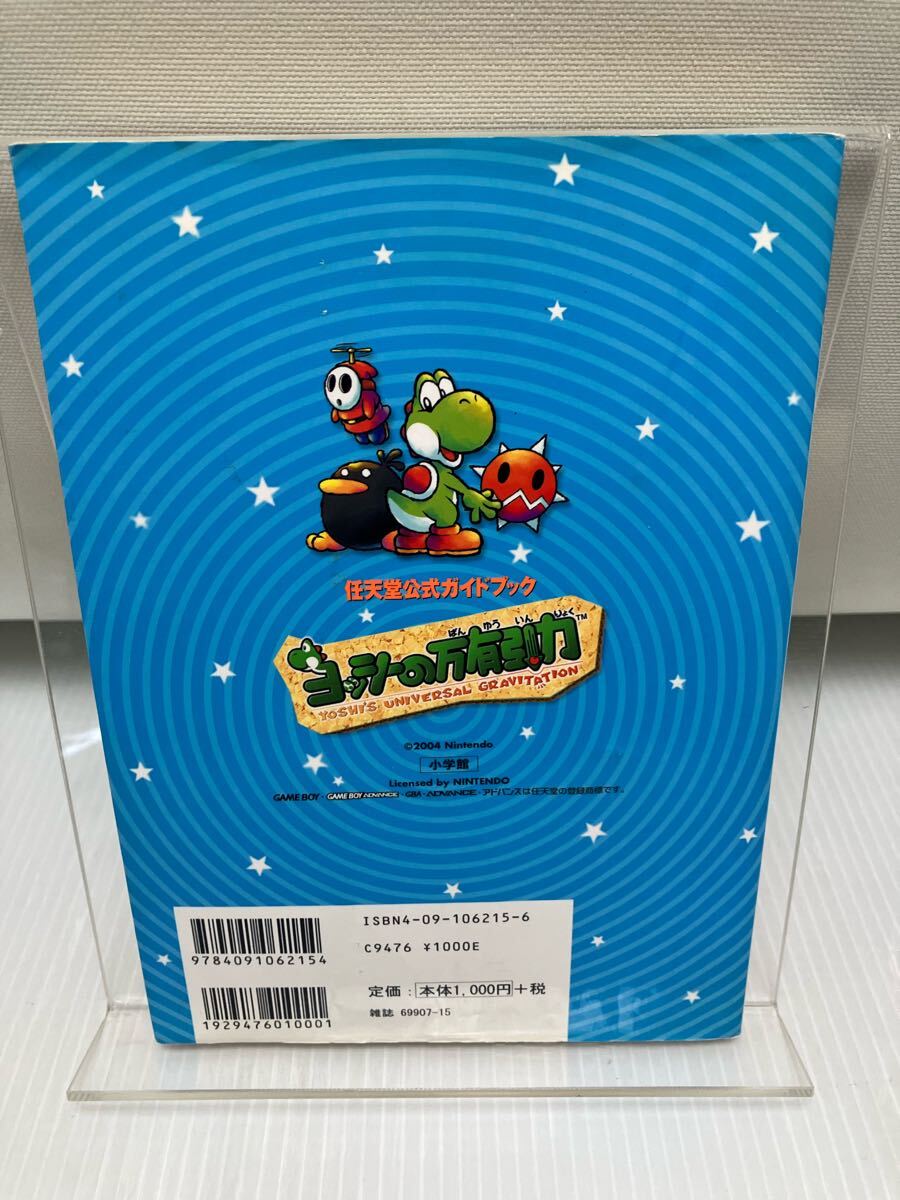 任天堂公式ガイドブック
ばんゆういんりょく
ヨッシーの万有引力™
YOSHI'S UNIVERSAL GRAVITATION
©2004 Nintendo
小学館
Licensed by NINTENDO
GAME BOY・GAME BOY ADVANCE・GBA・ADVANCE・アドバンスは任天堂の登録商標です。
ISBN4-09-106215-6
C9476 ¥1000E
9784091062154
定価：本体1,000円+税
雑誌 69907-15
1929476010001